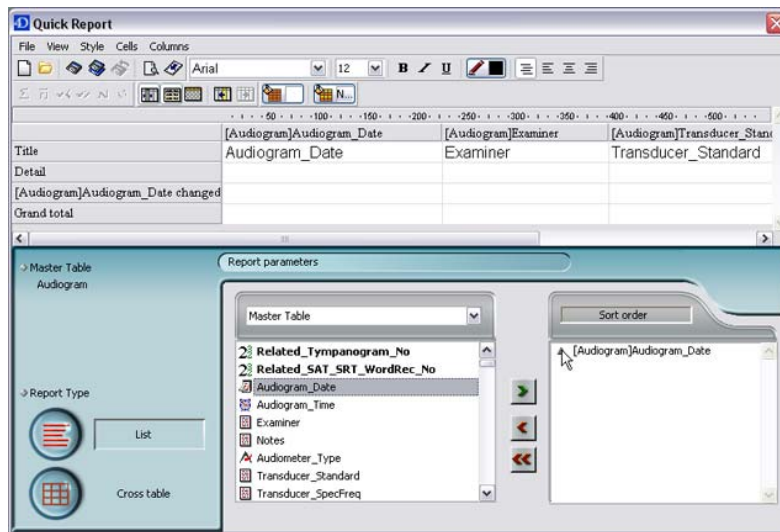 Quick Report
File View Style Cells Columns
Arial 12 B I U
N...
50 100 150 200 250 300 350 400 450 500
[Audiogram]Audiogram_Date [Audiogram]Examiner [Audiogram]Transducer_Stand
Title Audiogram_Date Examiner Transducer_Standard
Detail
[Audiogram]Audiogram_Date changed
Grand total
Master Table
Audiogram
Report parameters
Master Table
Sort order
Related_Tympanogram_No
Related_SAT_SRT_WordRec_No
Audiogram_Date
Audiogram_Time
Examiner
Notes
Audiometer_Type
Transducer_Standard
Transducer_SpecFreq
[Audiogram]Audiogram_Date
Report Type
List
Cross table